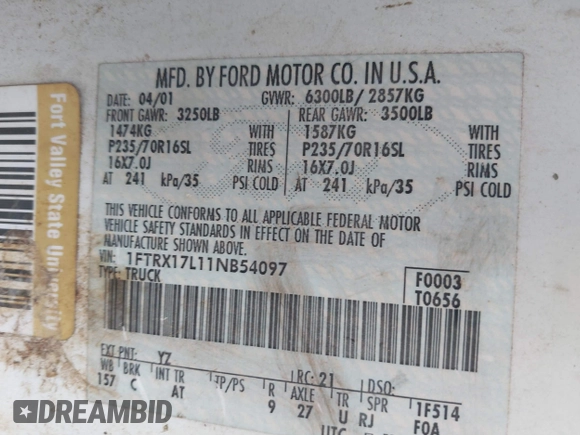 MFD. BY FORD MOTOR CO. IN U.S.A.
DATE: 04/01 GVWR: 6300LB/ 2857KG
FRONT GAWR: 3250LB REAR GAWR: 3500LB
1474KG WITH 1587KG WITH
P235/70R16SL TIRES P235/70R16SL TIRES
16X7.0J RIMS 16X7.0J RIMS
AT 241 kPa/35 PSI COLD AT 241 kPa/35 PSI COLD
THIS VEHICLE CONFORMS TO ALL APPLICABLE FEDERAL MOTOR
VEHICLE SAFETY STANDARDS IN EFFECT ON THE DATE OF
MANUFACTURE SHOWN ABOVE.
VIN: 1FTRX17L11NB54097
TYPE: TRUCK
F0003
T0656
EXT PNT: YZ RC: 21 DSO:
WB BRK INT TR TP/PS R AXLE TR SPR 1F514
157 C AT 9 27 U RJ F0A
UTC
Fort Valley State University
DREAMBID